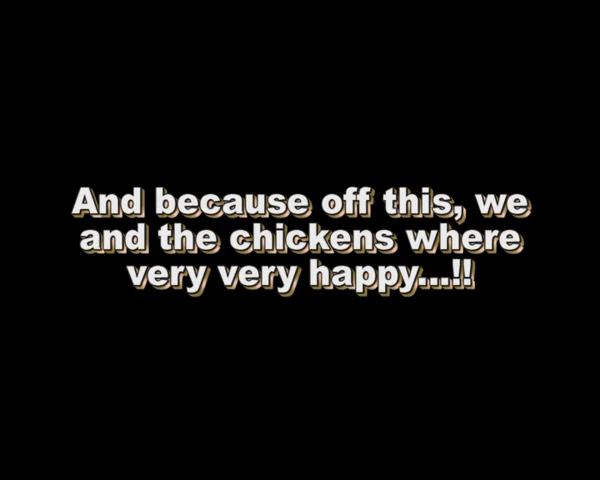 And because off this, we
and the chickens where
very very happy...!!